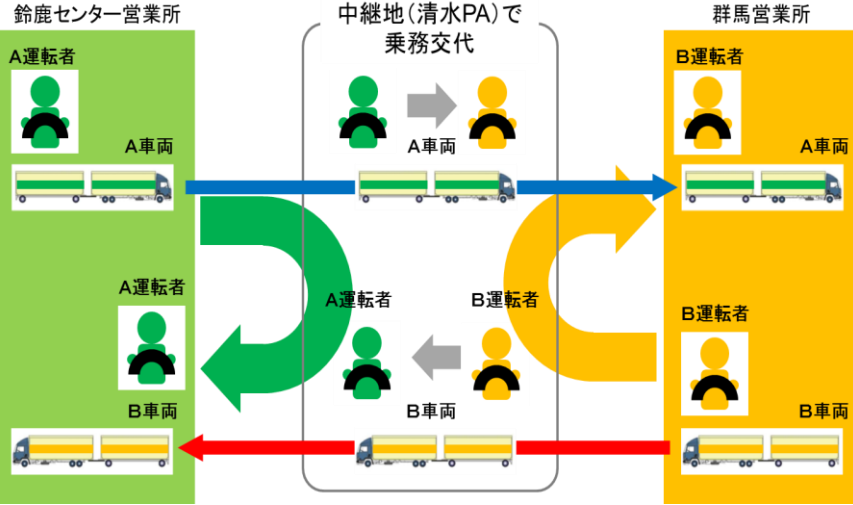 鈴鹿センター営業所
中継地（清水PA）で
乗務交代
群馬営業所
A運転者
B運転者
A車両
A車両
A車両
A運転者
A運転者
B運転者
B運転者
B車両
B車両
B車両